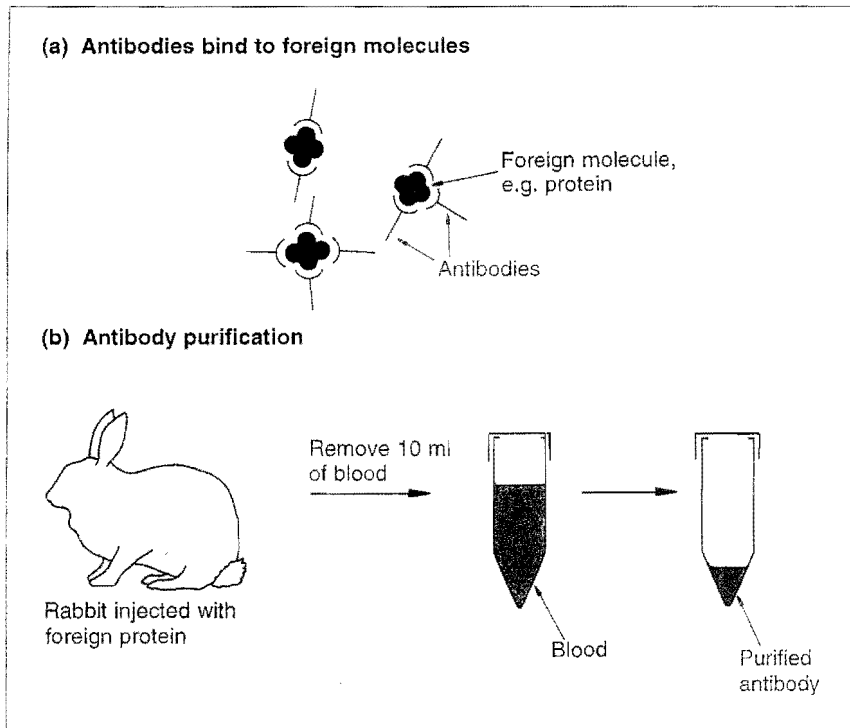 (a) Antibodies bind to foreign molecules
Foreign molecule,
e.g. protein
Antibodies
(b) Antibody purification
Remove 10 ml
of blood
Rabbit injected with
foreign protein
Blood
Purified
antibody